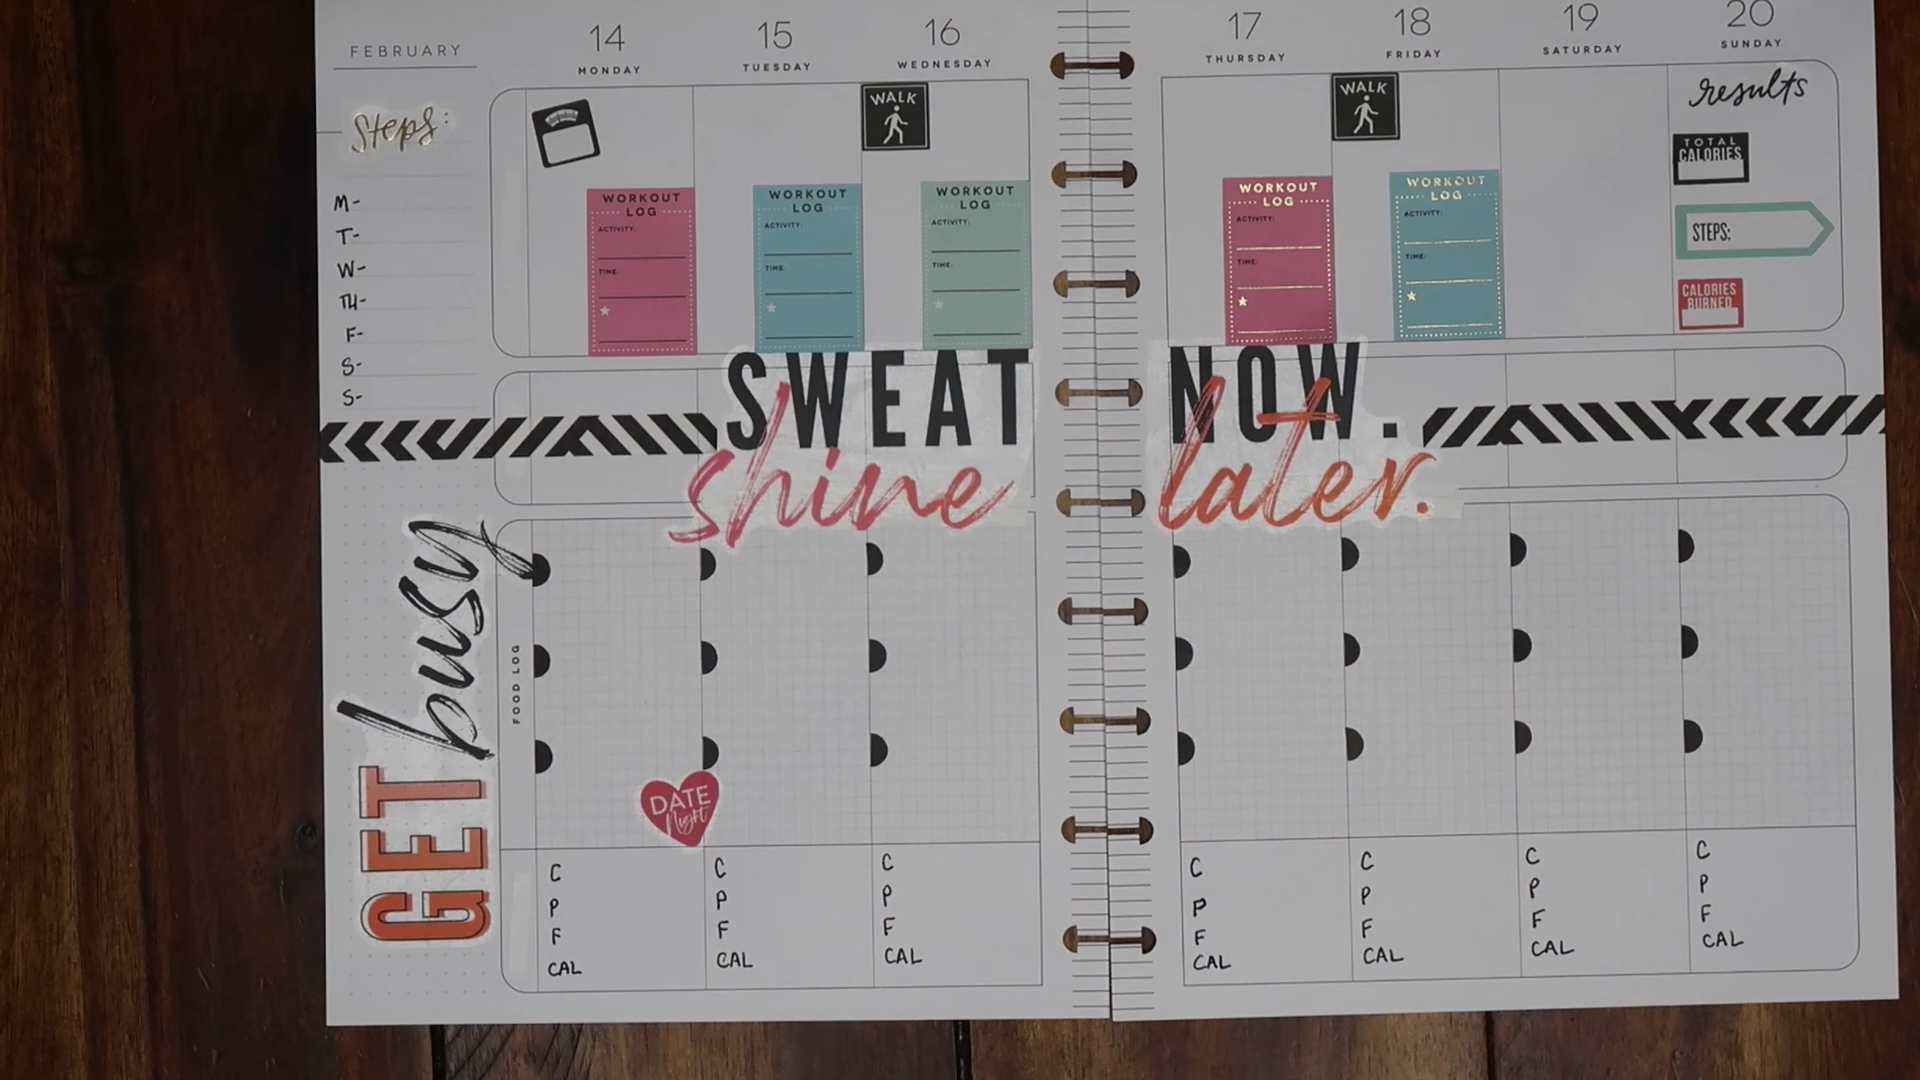 FEBRUARY
14
MONDAY
15
TUESDAY
16
WEDNESDAY
17
THURSDAY
18
FRIDAY
19
SATURDAY
20
SUNDAY
Steps:
M-
T-
W-
TH-
F-
S-
S-
WALK
WALK
results
TOTAL
CALORIES
STEPS:
CALORIES
BURNED
WORKOUT
LOG
ACTIVITY:
TIME:
WORKOUT
LOG
ACTIVITY:
TIME:
WORKOUT
LOG
ACTIVITY:
TIME:
WORKOUT
LOG
ACTIVITY:
TIME:
WORKOUT
LOG
ACTIVITY:
TIME:
SWEAT NOW.
shine later.
GET busy
FOOD LOG
DATE
Night
C
P
F
CAL
C
P
F
CAL
C
P
F
CAL
C
P
F
CAL
C
P
F
CAL
C
P
F
CAL
C
P
F
CAL